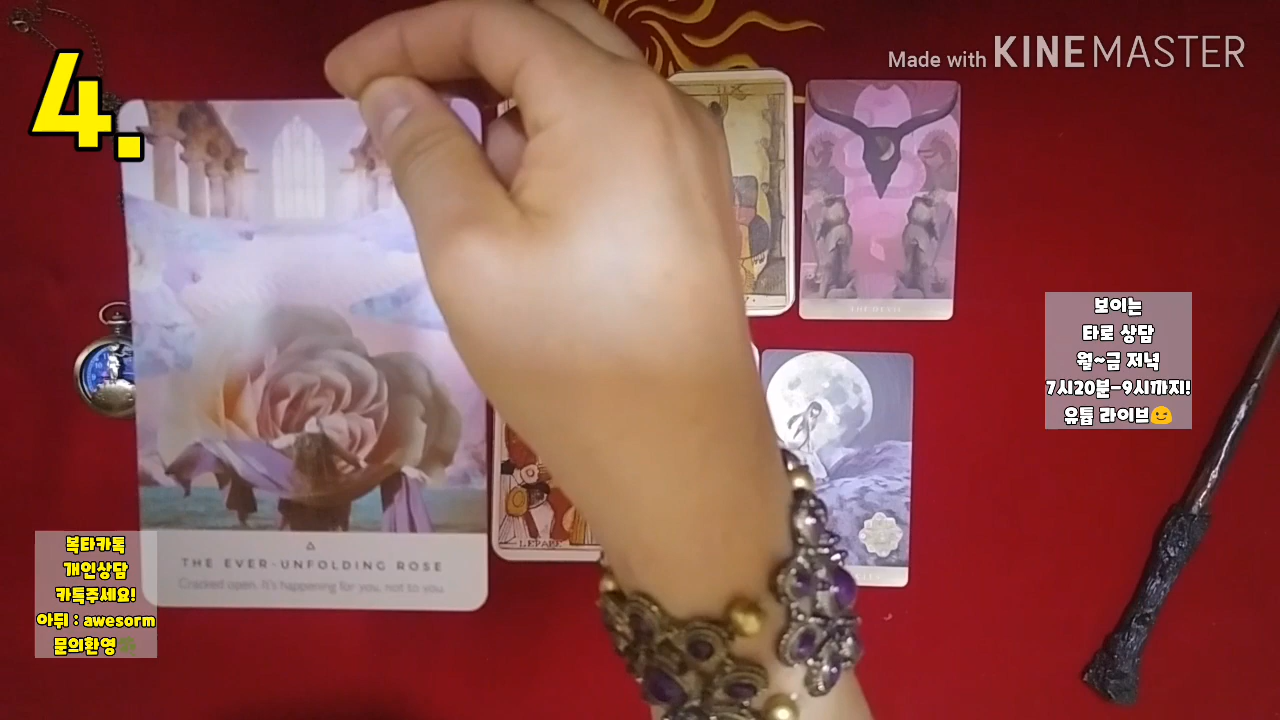 4.
Made with KINEMASTER
THE DEVIL
보이는
타로 상담
월~금 저녁
7시20분-9시까지!
유튭 라이브
복타카톡
개인상담
카톡주세요!
아뒤 : awesorm
문의환영
THE EVER-UNFOLDING ROSE
Cracked open. It's happening for you, not to you.